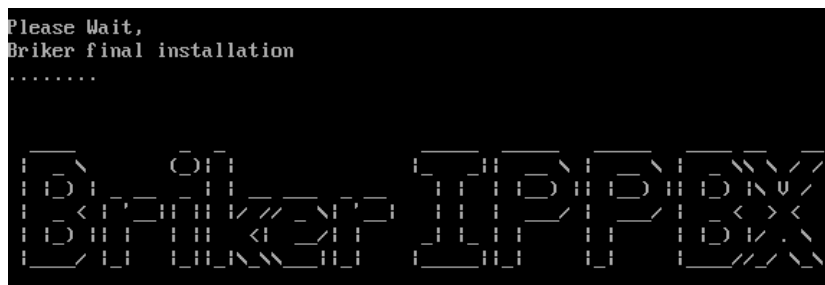 Please Wait,
Briker final installation
........
Briker IPPBX